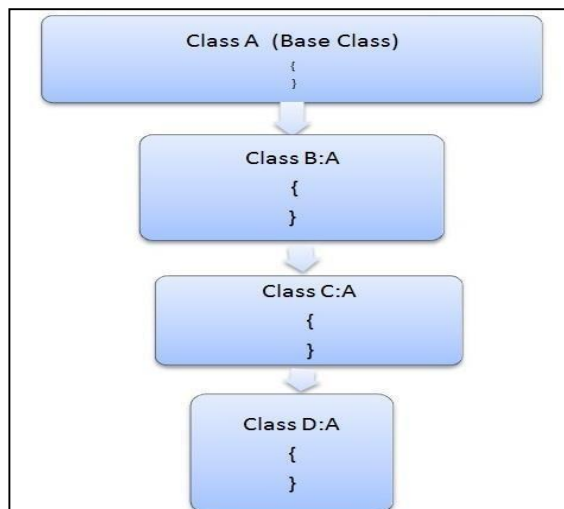 Class A (Base Class)
{
}
Class B:A
{
}
Class C:A
{
}
Class D:A
{
}